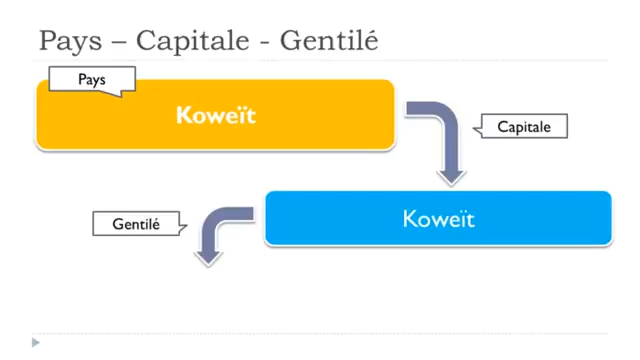 Pays – Capitale - Gentilé
Pays
Koweït
Capitale
Koweït
Gentilé